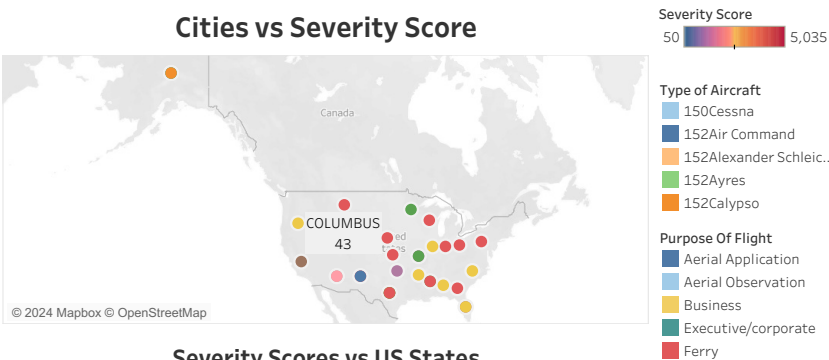 Cities vs Severity Score
Canada
COLUMBUS
43
ed
tates
© 2024 Mapbox © OpenStreetMap
Severity Scores vs US States
Severity Score
50
5,035
Type of Aircraft
150Cessna
152Air Command
152Alexander Schleic..
152Ayres
152Calypso
Purpose Of Flight
Aerial Application
Aerial Observation
Business
Executive/corporate
Ferry